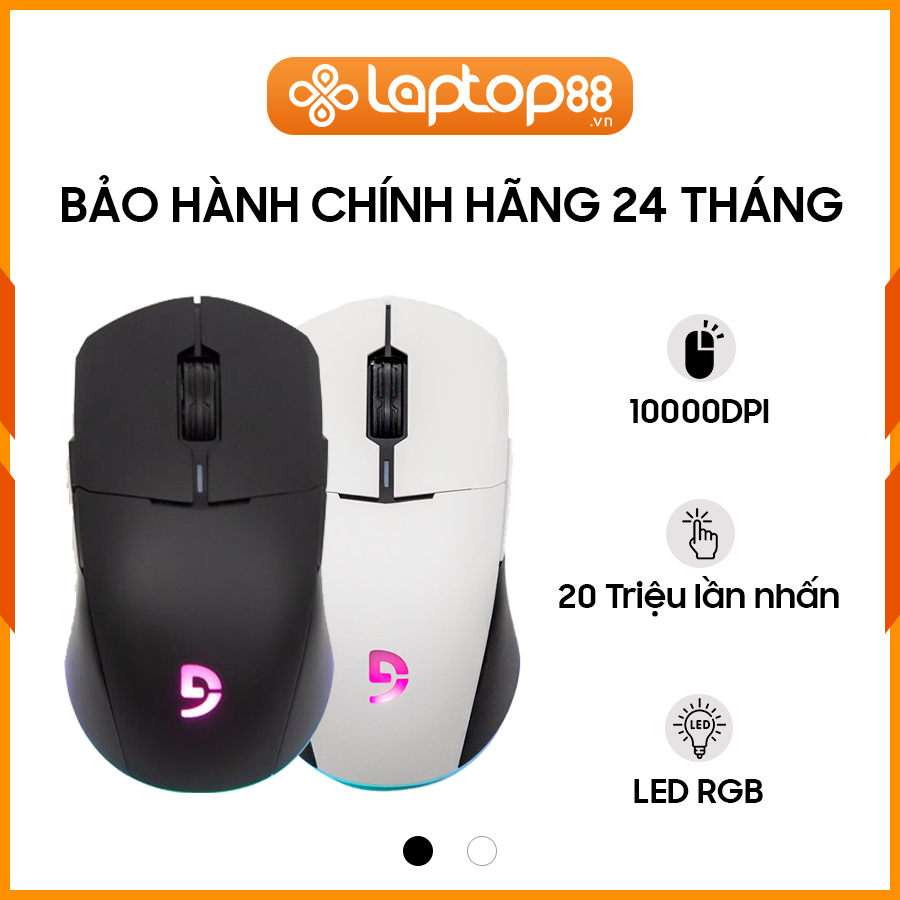 Laptop88
.vn
BẢO HÀNH CHÍNH HÃNG 24 THÁNG
10000DPI
20 Triệu lần nhấn
LED
LED RGB